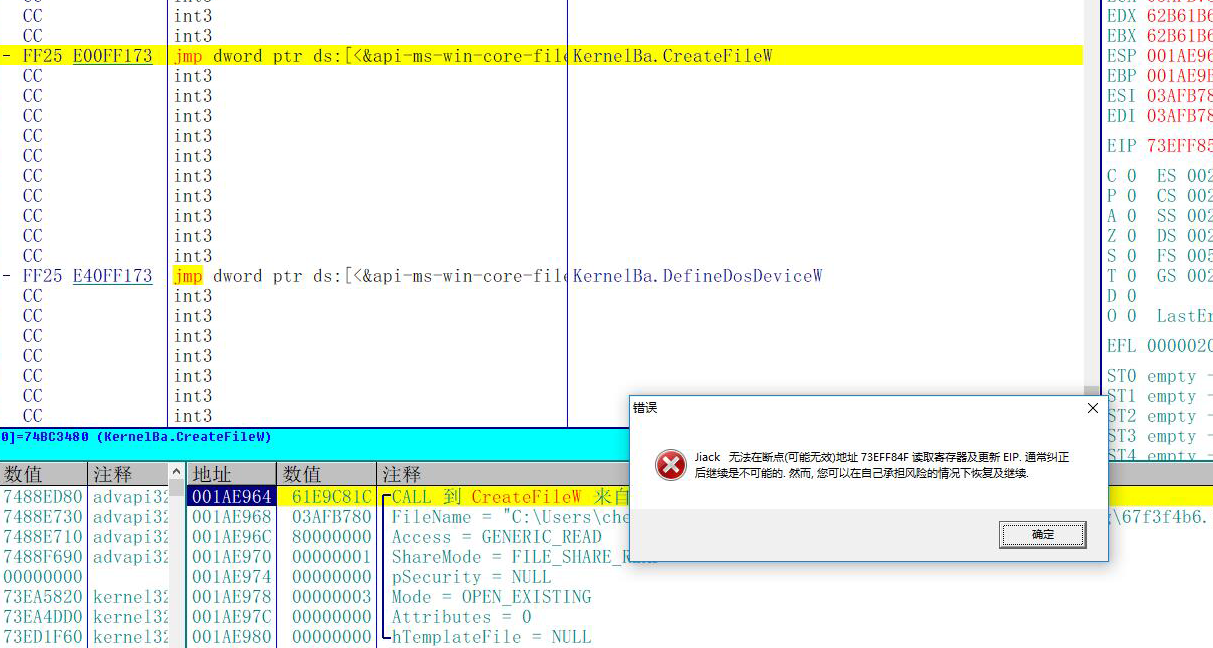 CC int3 EDX 62B61B6
CC int3 EBX 62B61B6
- FF25 E00FF173 jmp dword ptr ds:[<&api-ms-win-core-file KernelBa.CreateFileW ESP 001AE96
CC int3 EBP 001AE9E
CC int3 ESI 03AFB78
CC int3 EDI 03AFB78
CC int3
CC int3 EIP 73EFF85
CC int3
CC int3 C 0 ES 002
CC int3 P 0 CS 002
CC int3 A 0 SS 002
CC int3 Z 0 DS 002
CC int3 S 0 FS 005
- FF25 E40FF173 jmp dword ptr ds:[<&api-ms-win-core-file KernelBa.DefineDosDeviceW T 0 GS 002
CC int3 D 0
CC int3 O 0 LastEr
CC int3
CC int3 EFL 0000020
CC int3
CC int3 ST0 empty -
CC int3 ST1 empty -
ST2 empty -
0]=74BC3480 (KernelBa.CreateFileW) ST3 empty -
ST4 empty -
错误
Jiack 无法在断点(可能无效)地址 73EFF84F 读取寄存器及更新 EIP. 通常纠正
后继续是不可能的. 然而, 您可以在自己承担风险的情况下恢复及继续.
确定
数值 注释 地址 数值 注释
7488ED80 advapi32 001AE964 61E9C81C CALL 到 CreateFileW 来自
7488E730 advapi32 001AE968 03AFB780 FileName = "C:\Users\che \67f3f4b6.
7488E710 advapi32 001AE96C 80000000 Access = GENERIC_READ
7488F690 advapi32 001AE970 00000001 ShareMode = FILE_SHARE_READ
00000000 001AE974 00000000 pSecurity = NULL
73EA5820 kernel32 001AE978 00000003 Mode = OPEN_EXISTING
73EA4DD0 kernel32 001AE97C 00000000 Attributes = 0
73ED1F60 kernel32 001AE980 00000000 hTemplateFile = NULL